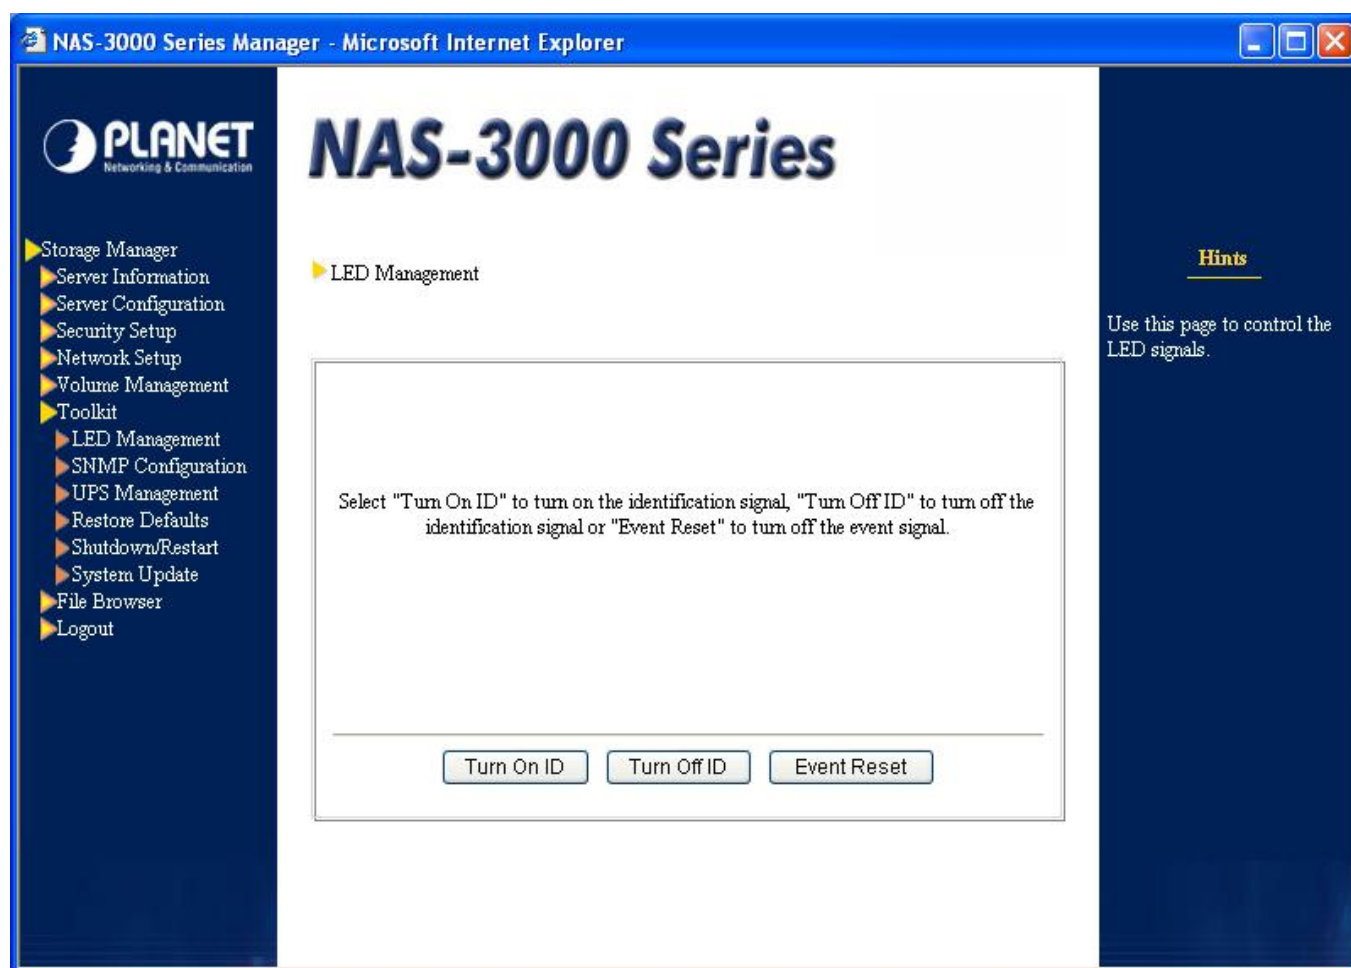 NAS-3000 Series Manager - Microsoft Internet Explorer
PLANET
Networking & Communication
NAS-3000 Series
Storage Manager
Server Information
Server Configuration
Security Setup
Network Setup
Volume Management
Toolkit
LED Management
SNMP Configuration
UPS Management
Restore Defaults
Shutdown/Restart
System Update
File Browser
Logout
LED Management
Select "Turn On ID" to turn on the identification signal, "Turn Off ID" to turn off the
identification signal or "Event Reset" to turn off the event signal.
Turn On ID
Turn Off ID
Event Reset
Hints
Use this page to control the
LED signals.